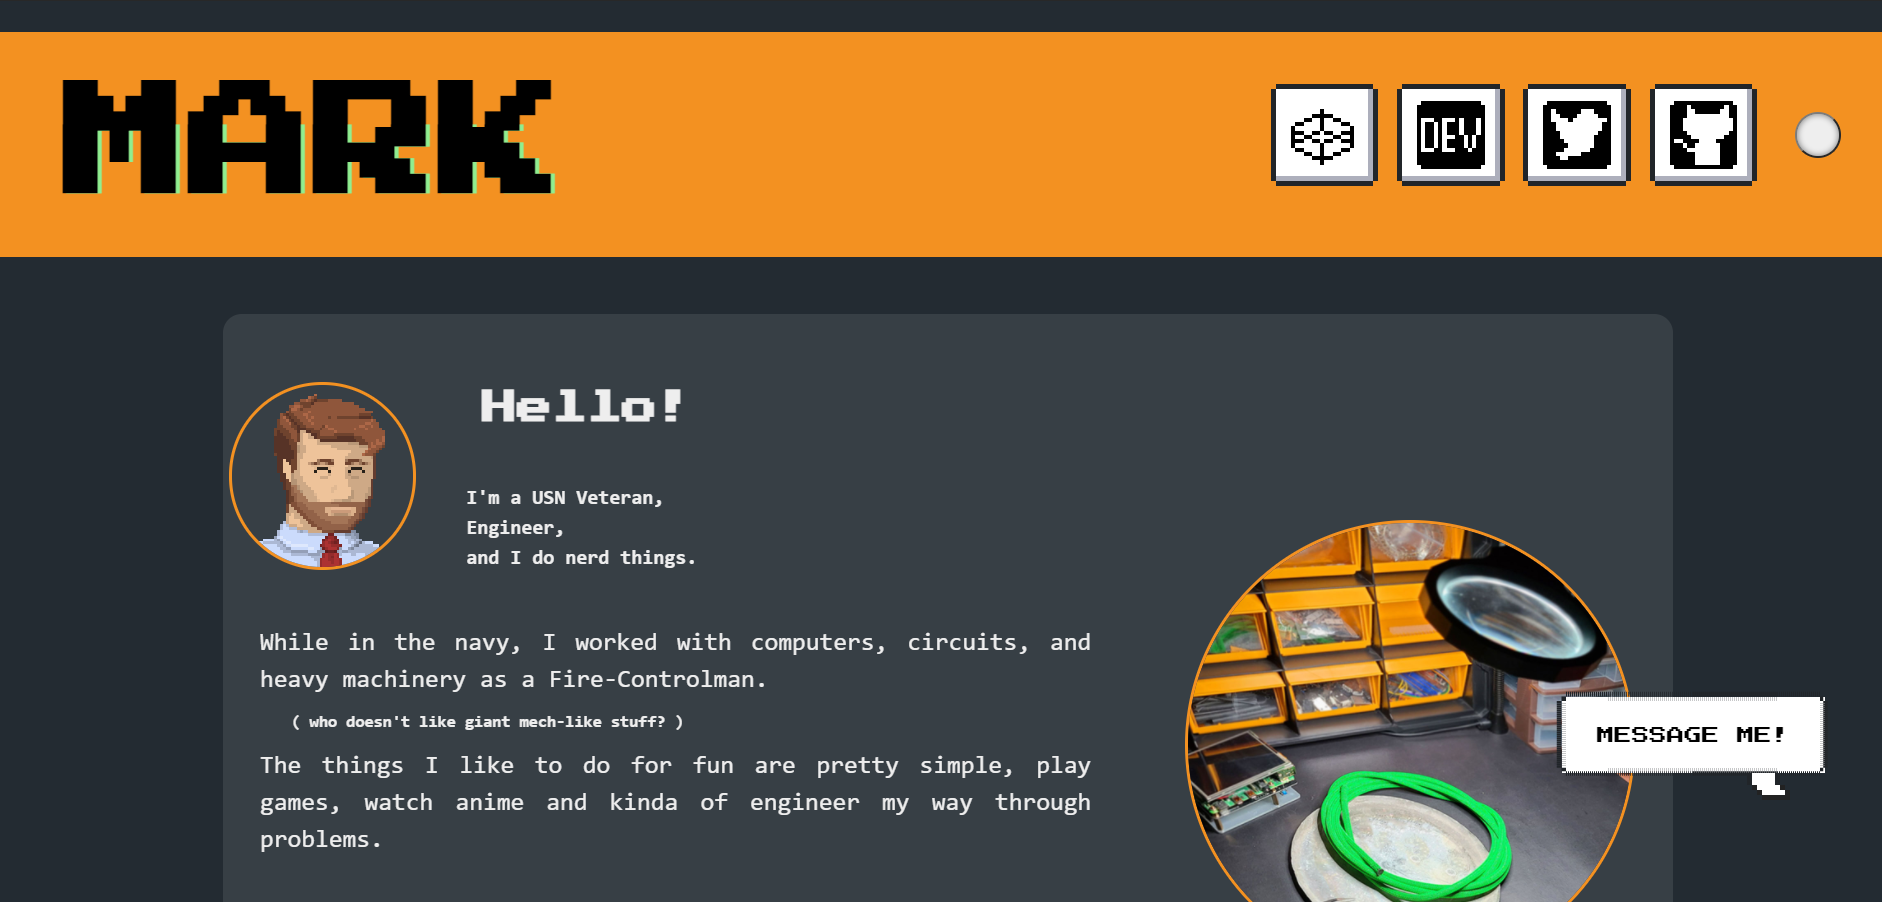 MARK
DEV
Hello!
I'm a USN Veteran,
Engineer,
and I do nerd things.
While in the navy, I worked with computers, circuits, and
heavy machinery as a Fire-Controlman.
( who doesn't like giant mech-like stuff? )
MESSAGE ME!
The things I like to do for fun are pretty simple, play
games, watch anime and kinda of engineer my way through
problems.